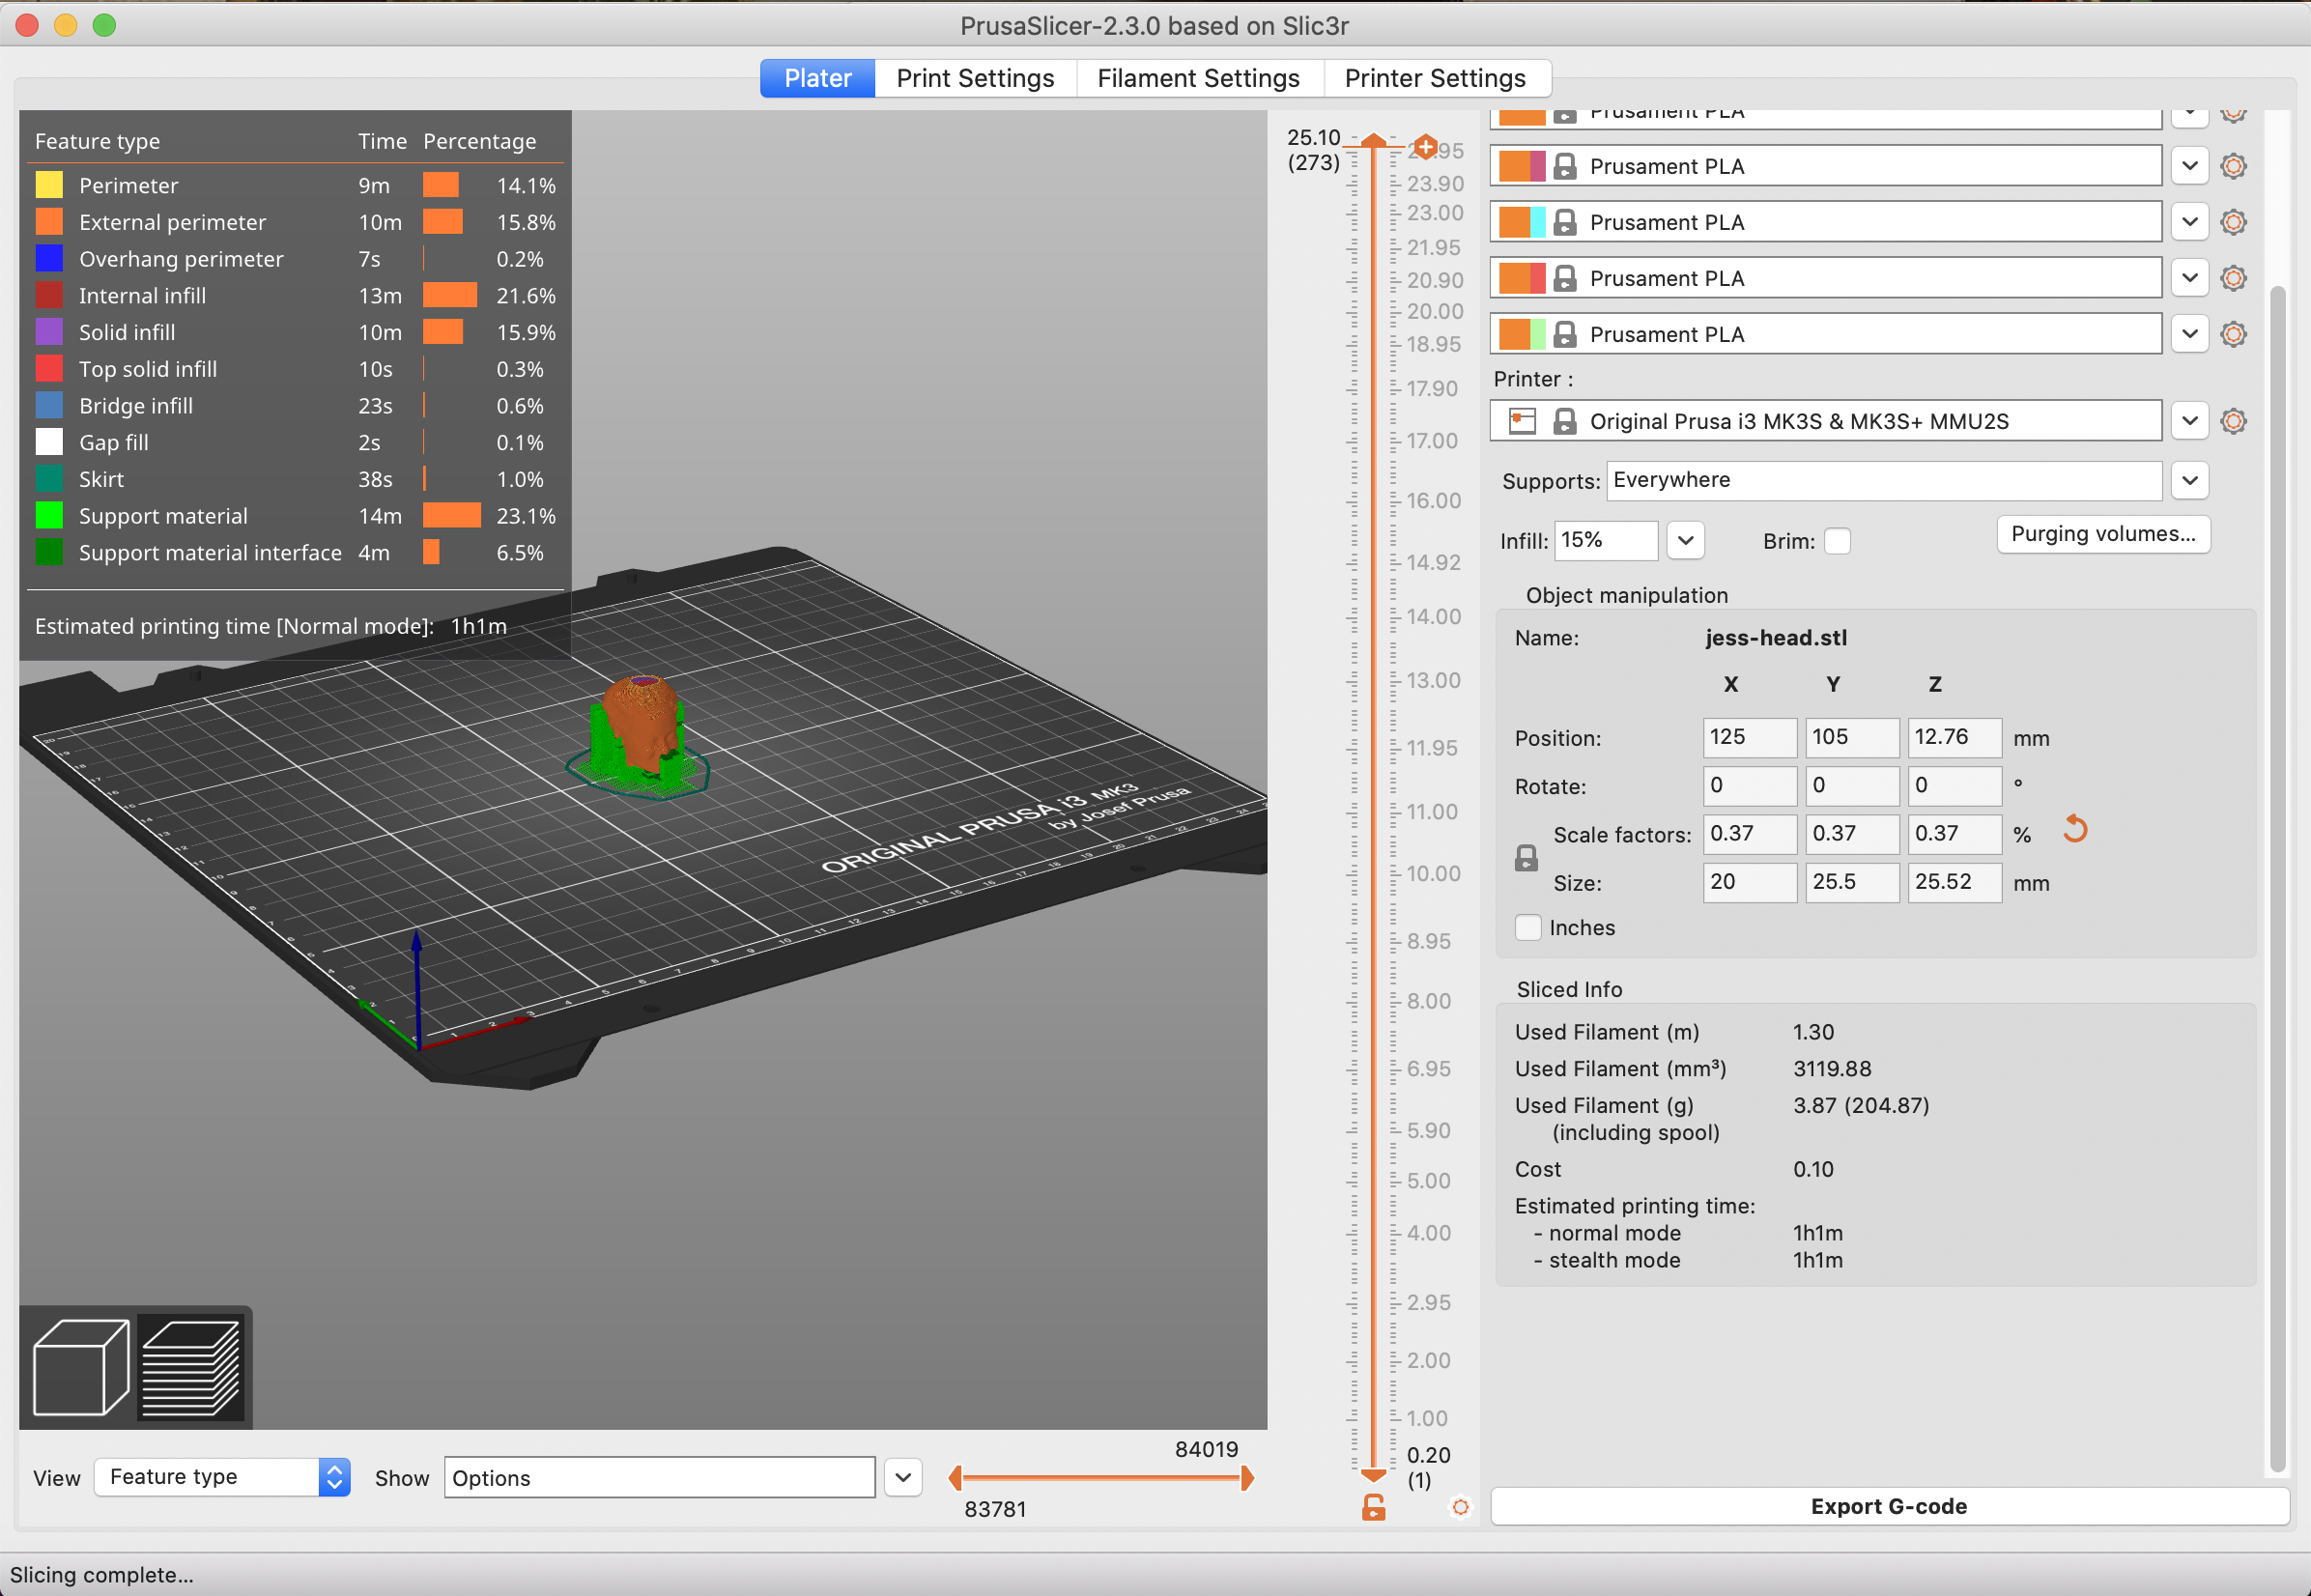 PrusaSlicer-2.3.0 based on Slic3r
Plater Print Settings Filament Settings Printer Settings
Feature type Time Percentage
Perimeter 9m 14.1%
External perimeter 10m 15.8%
Overhang perimeter 7s 0.2%
Internal infill 13m 21.6%
Solid infill 10m 15.9%
Top solid infill 10s 0.3%
Bridge infill 23s 0.6%
Gap fill 2s 0.1%
Skirt 38s 1.0%
Support material 14m 23.1%
Support material interface 4m 6.5%
Estimated printing time [Normal mode]: 1h1m
ORIGINAL PRUSA i3 MK3
by Josef Prusa
25.10
(273)
23.90
23.00
21.95
20.90
20.00
18.95
17.90
17.00
16.00
14.92
14.00
13.00
11.95
11.00
10.00
8.95
8.00
6.95
5.90
5.00
4.00
2.95
2.00
1.00
0.20
(1)
Prusament PLA
Prusament PLA
Prusament PLA
Prusament PLA
Prusament PLA
Printer :
Original Prusa i3 MK3S & MK3S+ MMU2S
Supports: Everywhere
Infill: 15% Brim: Purging volumes...
Object manipulation
Name: jess-head.stl
X Y Z
Position: 125 105 12.76 mm
Rotate: 0 0 0 °
Scale factors: 0.37 0.37 0.37 %
Size: 20 25.5 25.52 mm
Inches
Sliced Info
Used Filament (m) 1.30
Used Filament (mm³) 3119.88
Used Filament (g) 3.87 (204.87)
(including spool)
Cost 0.10
Estimated printing time:
- normal mode 1h1m
- stealth mode 1h1m
Export G-code
84019
View Feature type Show Options
83781
Slicing complete...